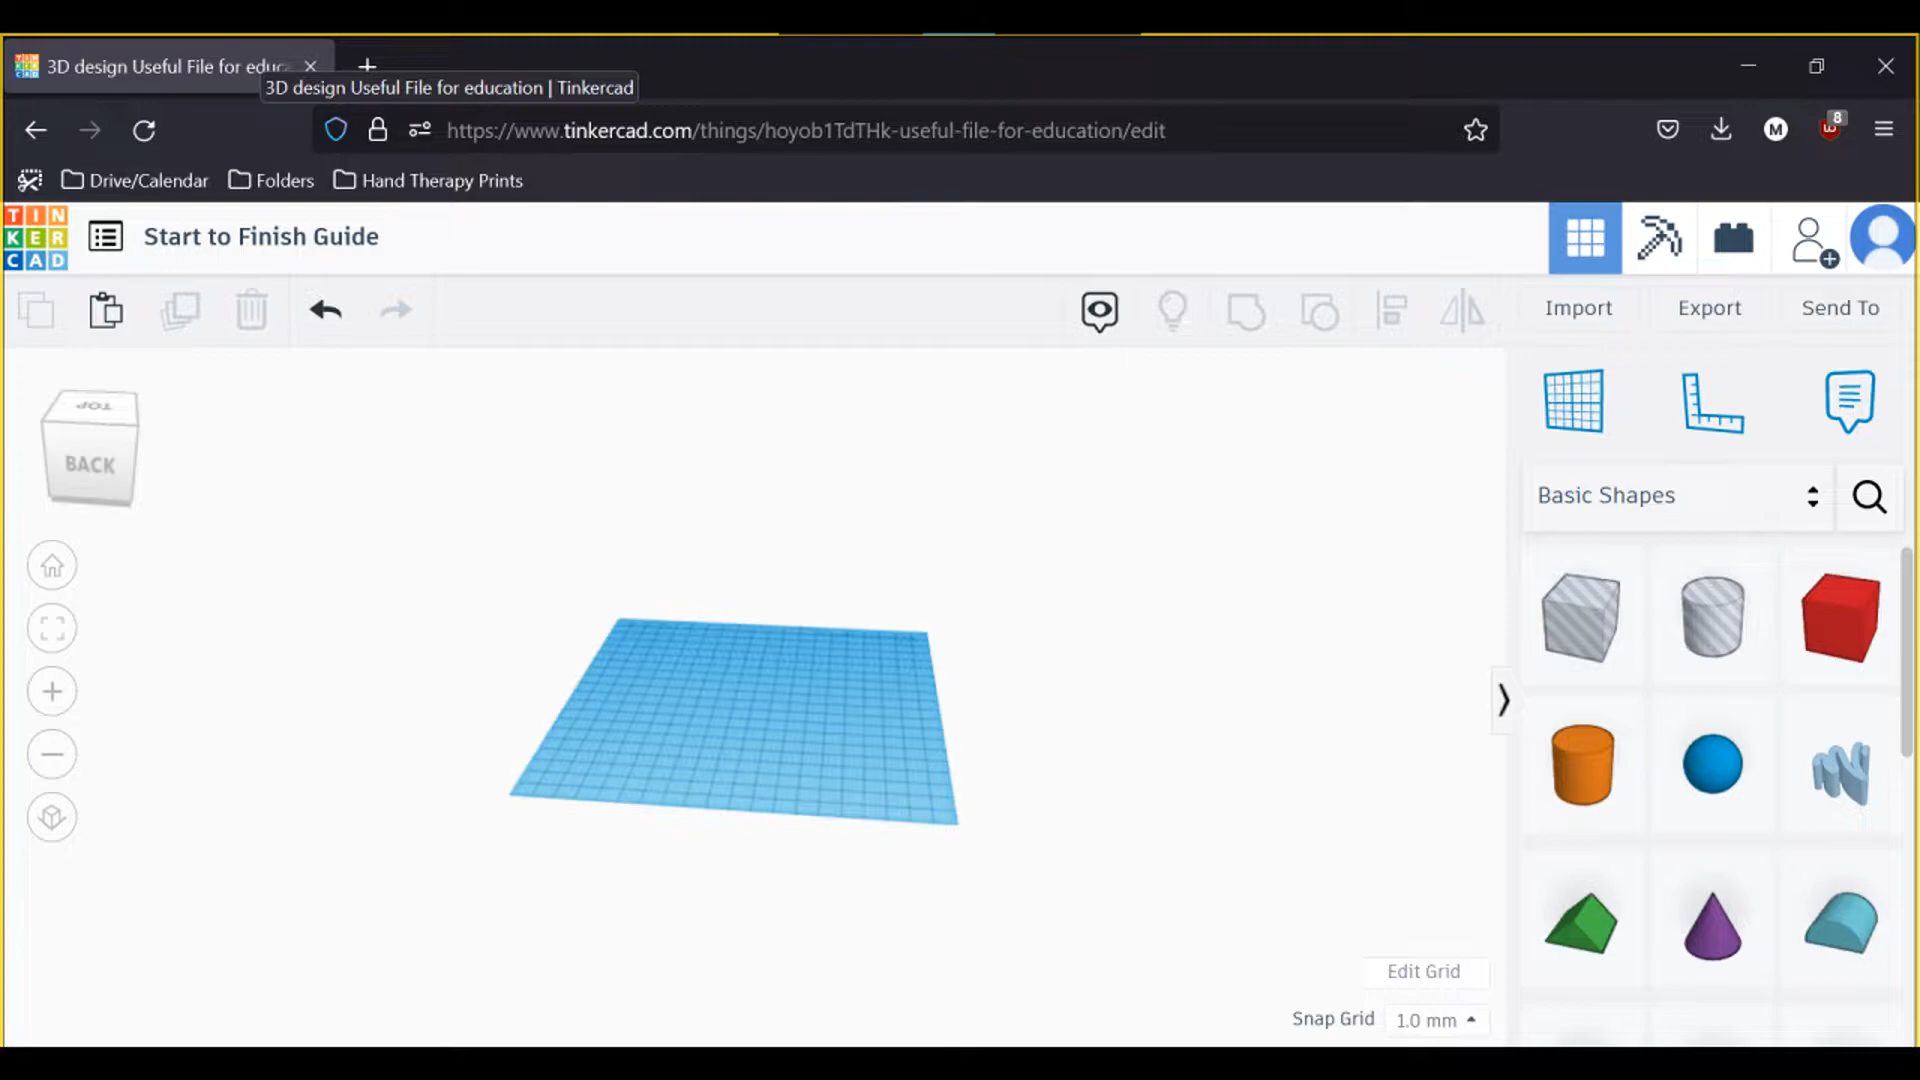 3D design Useful File for educ
3D design Useful File for education | Tinkercad
https://www.tinkercad.com/things/hoyob1TdTHk-useful-file-for-education/edit
M
8
Drive/Calendar
Folders
Hand Therapy Prints
TIN
KER
CAD
Start to Finish Guide
Import
Export
Send To
TOP
BACK
Basic Shapes
Edit Grid
Snap Grid
1.0 mm